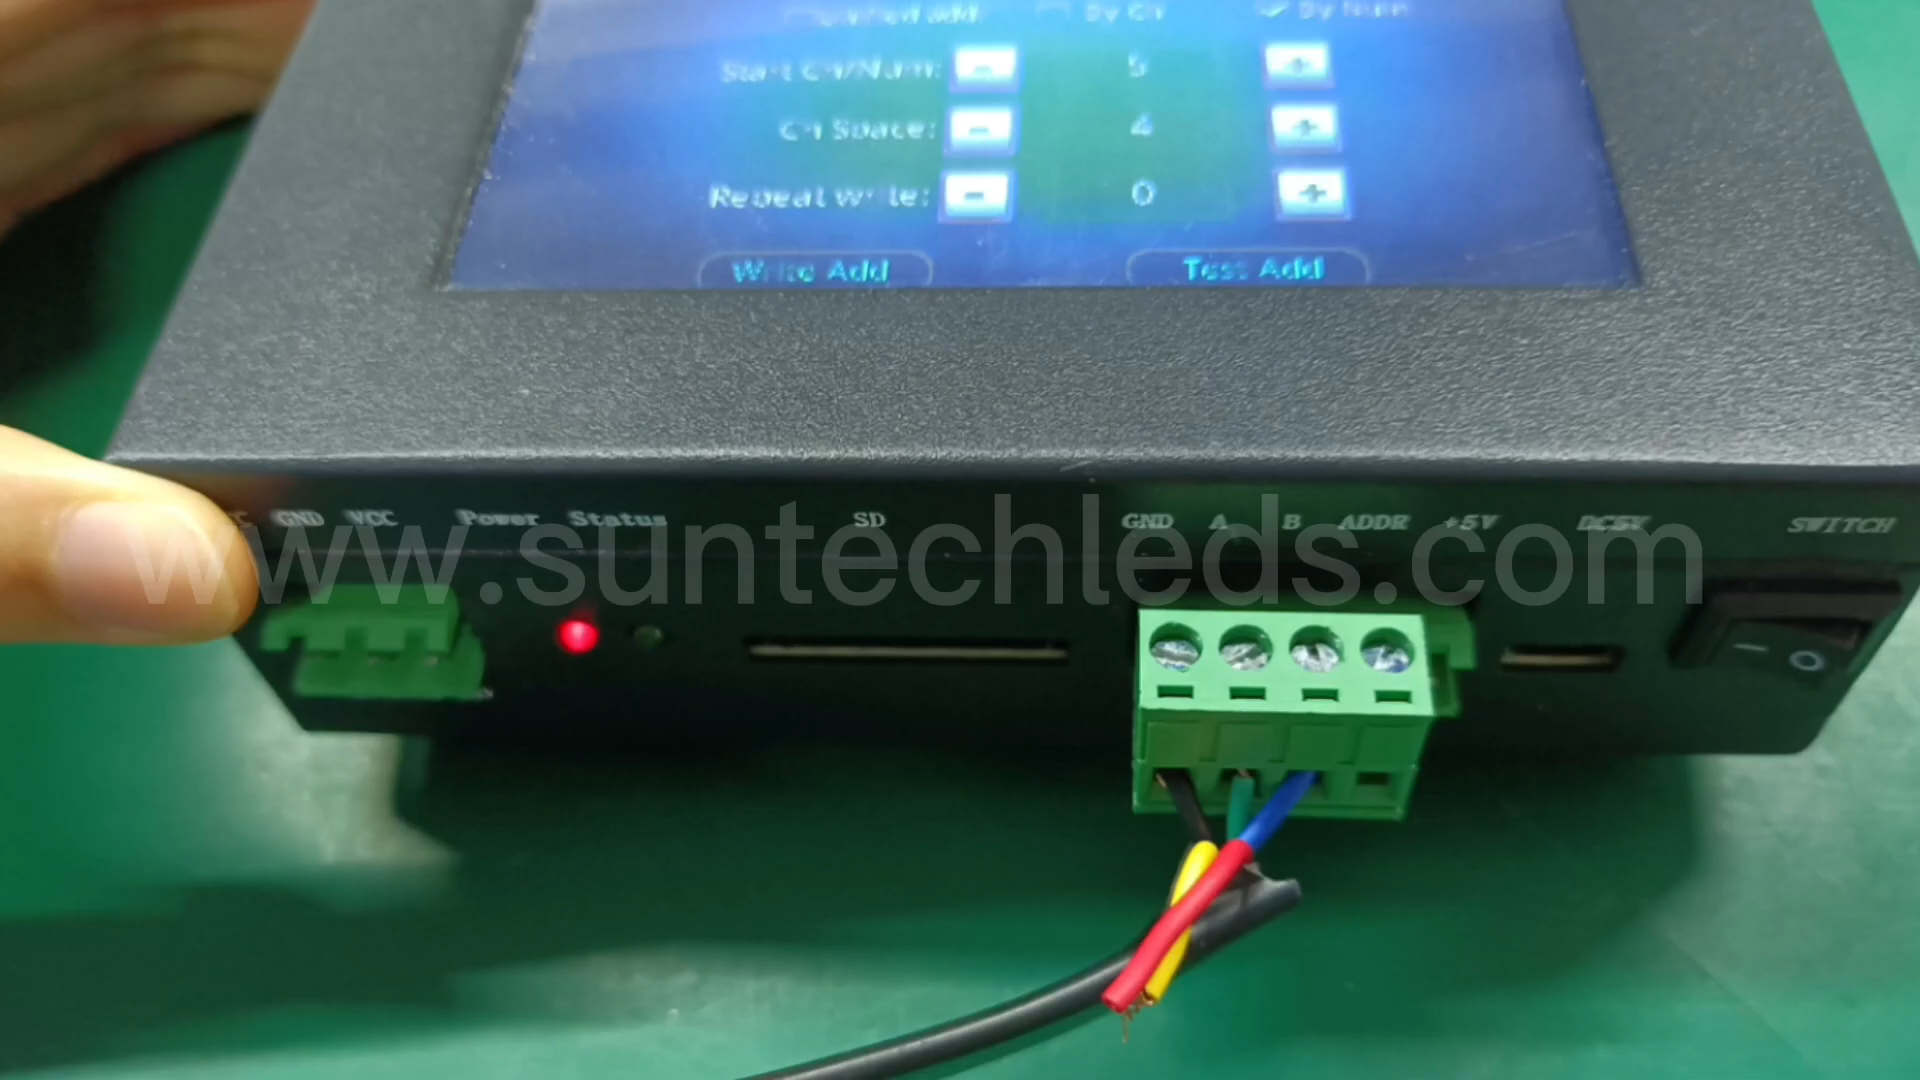 By CH By Num
Start CH/Num: - 5 +
CH Space: - 4 +
Repeat write: - 0 +
Write Add Test Add
GND VCC Power Status SD GND A B ADDR +5V DC5V SWITCH
www.suntechleds.com